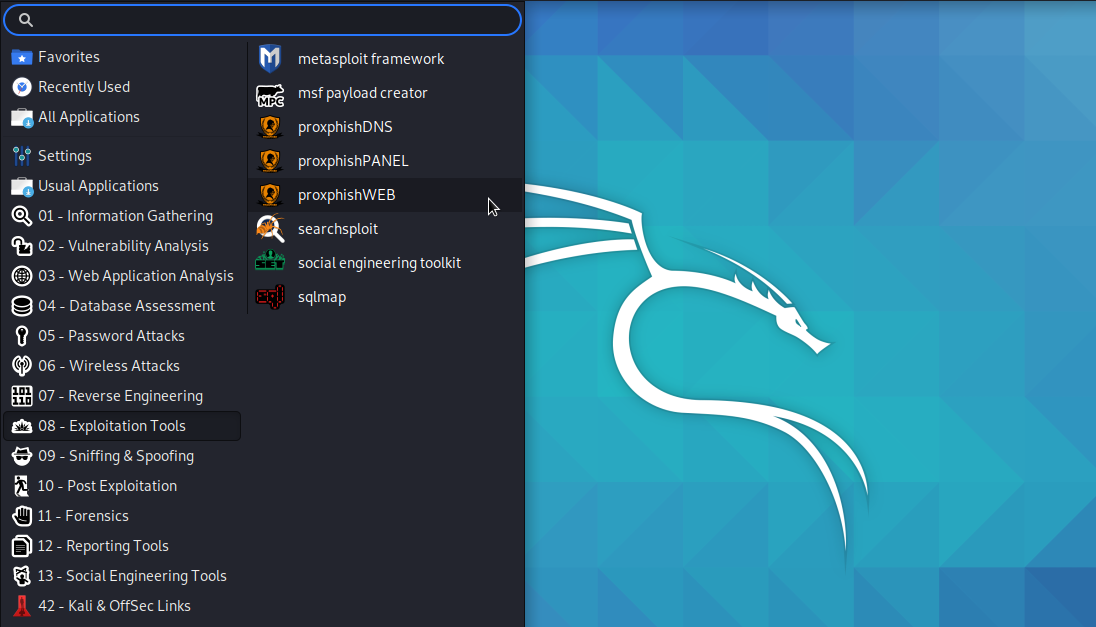 Favorites
Recently Used
All Applications
Settings
Usual Applications
01 - Information Gathering
02 - Vulnerability Analysis
03 - Web Application Analysis
04 - Database Assessment
05 - Password Attacks
06 - Wireless Attacks
07 - Reverse Engineering
08 - Exploitation Tools
09 - Sniffing & Spoofing
10 - Post Exploitation
11 - Forensics
12 - Reporting Tools
13 - Social Engineering Tools
42 - Kali & OffSec Links
metasploit framework
MPC
msf payload creator
proxphishDNS
proxphishPANEL
proxphishWEB
searchsploit
SET
social engineering toolkit
sql
sqlmap